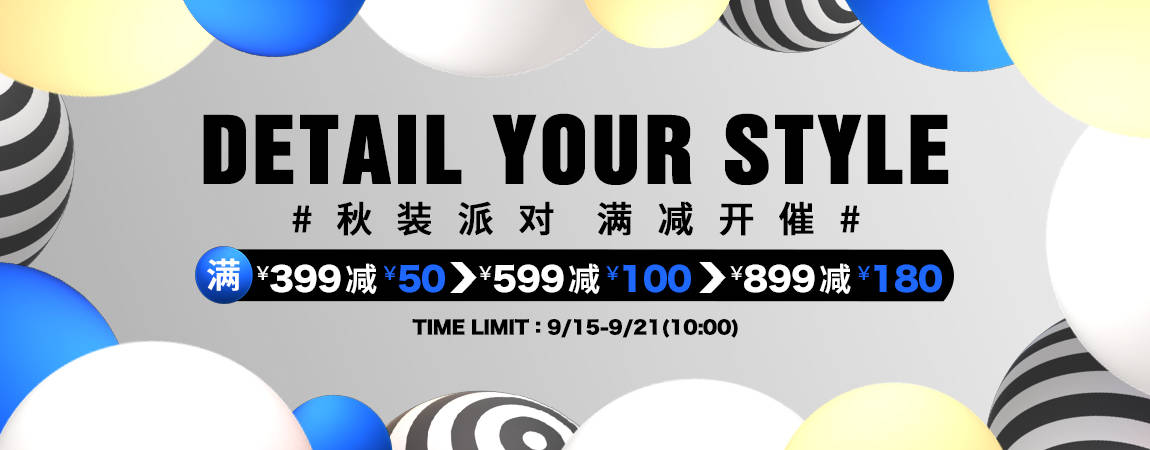 DETAIL YOUR STYLE
#秋装派对 满减开催#
满 ¥399减 ¥50 > ¥599减 ¥100 > ¥899减 ¥180
TIME LIMIT : 9/15-9/21(10:00)